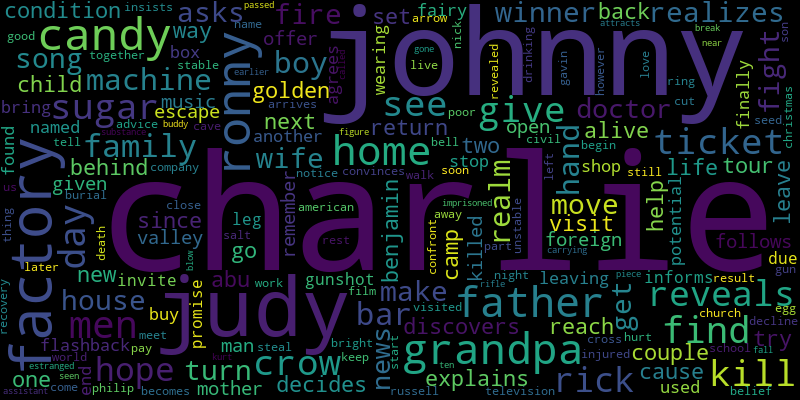 condition insists asks fire set fairy winner back realizes
passed arrow
candy way wearing nick
good together box offer stable
song johnny
child machine boy ronny agrees live
revealed drinking gavin however love break near son
gone attracts
music golden
bring sugar escape see give doctor ring fight finally
earlier cut
named advice cave next return poor open alive seed christmas
tell substance buddy another figure bell civil begin
found family wife home two ticket
us behind company convinces stop hand shop life tour
factory charlie
given notice walk soon still left
thing burial close remember american imprisoned realm move help potential leave
day since leg benjamin away visit
death valley salt rest camp confront part unstable foreign follows
later blow go killed carrying due
recovery new invite abu gunshot night leaving informs result gun
house promise judy work film make father get reveals
flashback men buy man visited rifle piece church egg
pay steal bright bar discovers reach cross find try decline
world meet keep start hurt school fall
estranged hope turn crow news grandpa injured couple
one seen end kurt decides explains ten rick cause kill
come philip becomes mother russell television used belief
assistant